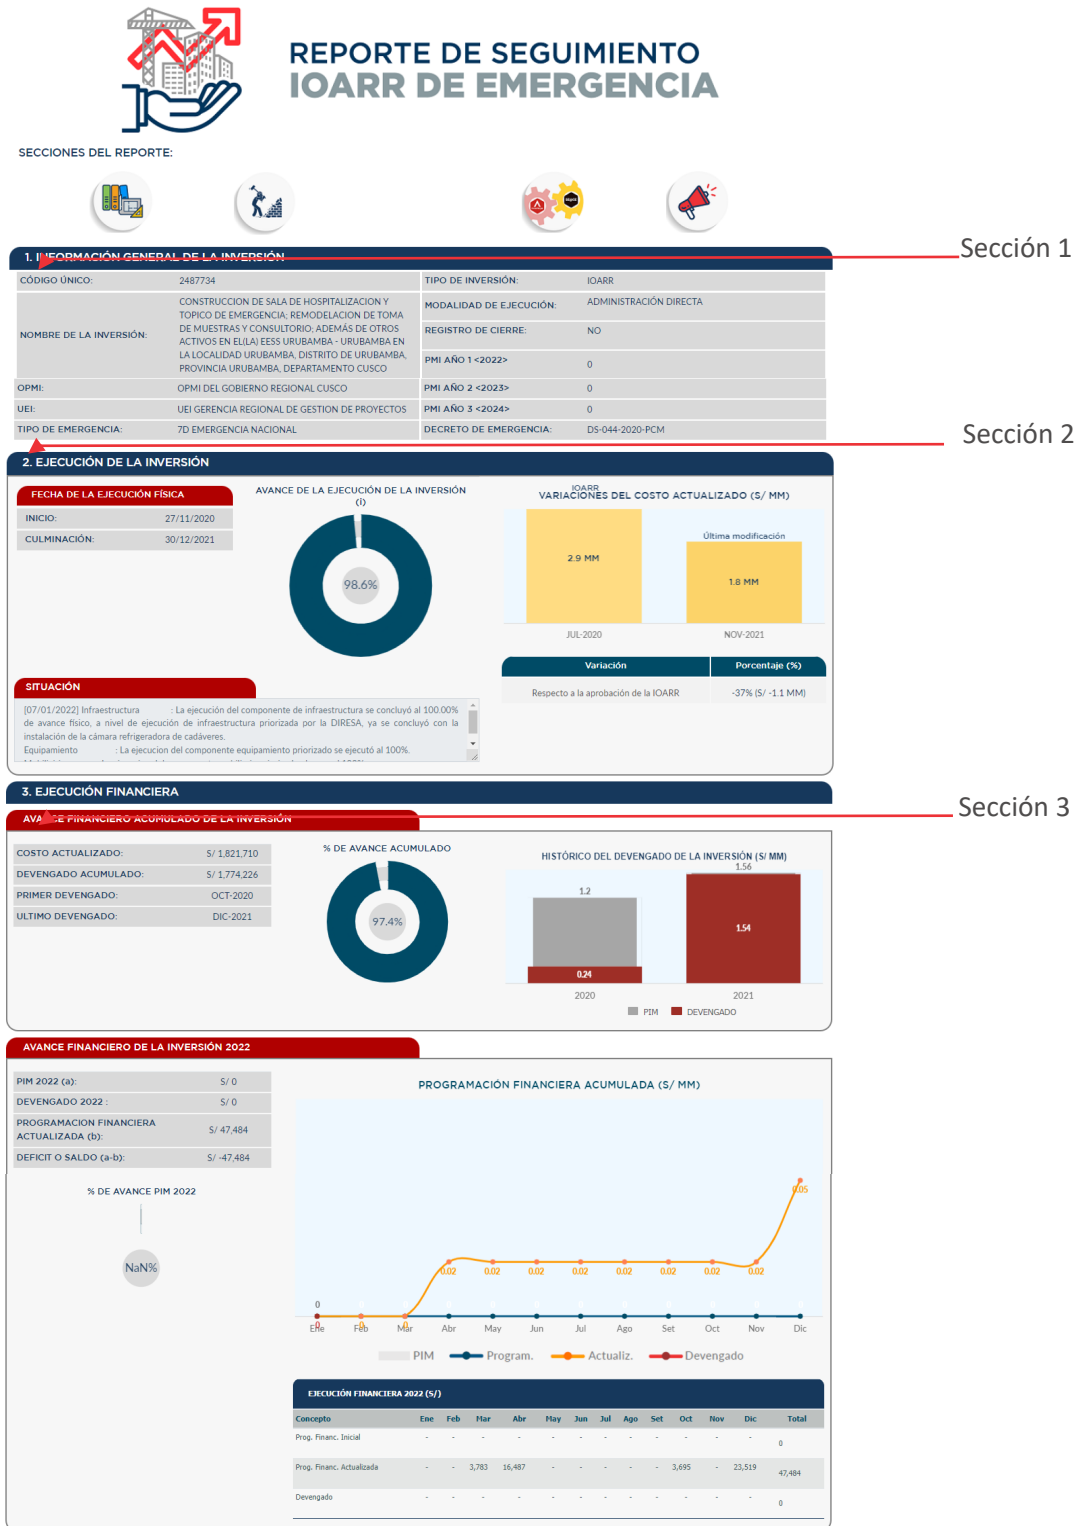 REPORTE DE SEGUIMIENTO
IOARR DE EMERGENCIA
SECCIONES DEL REPORTE:
Sección 1
1. INFORMACIÓN GENERAL DE LA INVERSIÓN
CÓDIGO ÚNICO: 2487734 TIPO DE INVERSIÓN: IOARR
NOMBRE DE LA INVERSIÓN:
CONSTRUCCION DE SALA DE HOSPITALIZACION Y
TOPICO DE EMERGENCIA; REMODELACION DE TOMA
DE MUESTRAS Y CONSULTORIO; ADEMÁS DE OTROS
ACTIVOS EN EL(LA) EESS URUBAMBA - URUBAMBA EN
LA LOCALIDAD URUBAMBA, DISTRITO DE URUBAMBA,
PROVINCIA URUBAMBA, DEPARTAMENTO CUSCO
MODALIDAD DE EJECUCIÓN: ADMINISTRACIÓN DIRECTA
REGISTRO DE CIERRE: NO
PMI AÑO 1 <2022> 0
OPMI: OPMI DEL GOBIERNO REGIONAL CUSCO PMI AÑO 2 <2023> 0
UEI: UEI GERENCIA REGIONAL DE GESTION DE PROYECTOS PMI AÑO 3 <2024> 0
TIPO DE EMERGENCIA: 7D EMERGENCIA NACIONAL DECRETO DE EMERGENCIA: DS-044-2020-PCM
Sección 2
2. EJECUCIÓN DE LA INVERSIÓN
FECHA DE LA EJECUCIÓN FÍSICA
INICIO: 27/11/2020
CULMINACIÓN: 30/12/2021
AVANCE DE LA EJECUCIÓN DE LA INVERSIÓN
(i)
98.6%
IOARR
VARIACIONES DEL COSTO ACTUALIZADO (S/ MM)
Última modificación
2.9 MM
1.8 MM
JUL-2020 NOV-2021
Variación Porcentaje (%)
Respecto a la aprobación de la IOARR -37% (S/ -1.1 MM)
SITUACIÓN
[07/01/2022] Infraestructura : La ejecución del componente de infraestructura se concluyó al 100.00%
de avance físico, a nivel de ejecución de infraestructura priorizada por la DIRESA, ya se concluyó con la
instalación de la cámara refrigeradora de cadáveres.
Equipamiento : La ejecucion del componente equipamiento priorizado se ejecutó al 100%.
3. EJECUCIÓN FINANCIERA
Sección 3
AVANCE FINANCIERO ACUMULADO DE LA INVERSIÓN
COSTO ACTUALIZADO: S/ 1,821,710
DEVENGADO ACUMULADO: S/ 1,774,226
PRIMER DEVENGADO: OCT-2020
ULTIMO DEVENGADO: DIC-2021
% DE AVANCE ACUMULADO
97.4%
HISTÓRICO DEL DEVENGADO DE LA INVERSIÓN (S/ MM)
1.56
1.2
1.54
0.24
2020 2021
PIM DEVENGADO
AVANCE FINANCIERO DE LA INVERSIÓN 2022
PIM 2022 (a): S/ 0
DEVENGADO 2022 : S/ 0
PROGRAMACION FINANCIERA
ACTUALIZADA (b): S/ 47,484
DEFICIT O SALDO (a-b): S/ -47,484
% DE AVANCE PIM 2022
NaN%
PROGRAMACIÓN FINANCIERA ACUMULADA (S/ MM)
0.05
0.02 0.02 0.02 0.02 0.02 0.02 0.02 0.02
0
0 0 0
Ene Feb Mar Abr May Jun Jul Ago Set Oct Nov Dic
PIM Program. Actualiz. Devengado
EJECUCIÓN FINANCIERA 2022 (S/)
Concepto Ene Feb Mar Abr May Jun Jul Ago Set Oct Nov Dic Total
Prog. Financ. Inicial - - - - - - - - - - - - 0
Prog. Financ. Actualizada - - 3,783 16,487 - - - - - 3,695 - 23,519 47,484
Devengado - - - - - - - - - - - - 0